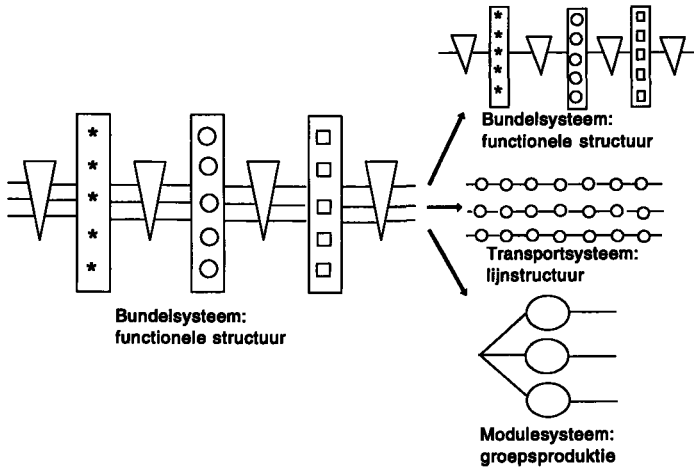 Bundelsysteem:
functionele structuur
Bundelsysteem:
functionele structuur
Transportsysteem:
lijnstructuur
Modulesysteem:
groepsproduktie